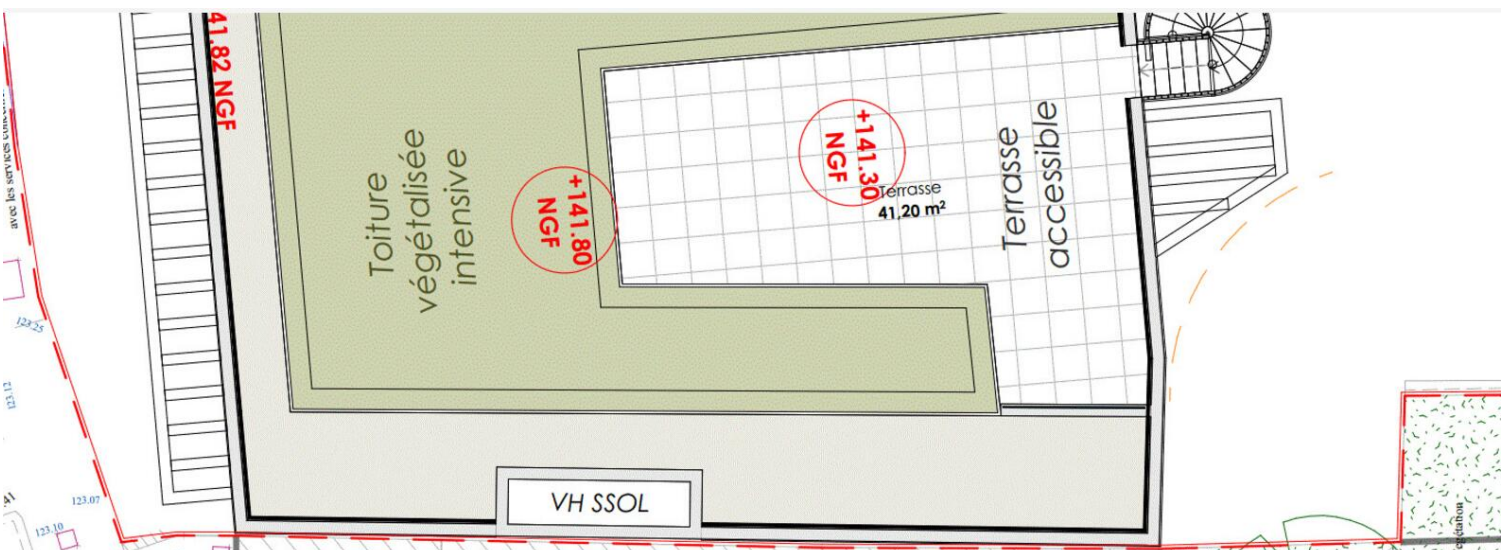 41.82 NGF
avec les services
Toiture
végétalisée
intensive
+141.80
NGF
+141.30
NGF
Terrasse
41,20 m²
Terrasse
accessible
VH SSOL
123.25
123.12
123.07
123.10
41